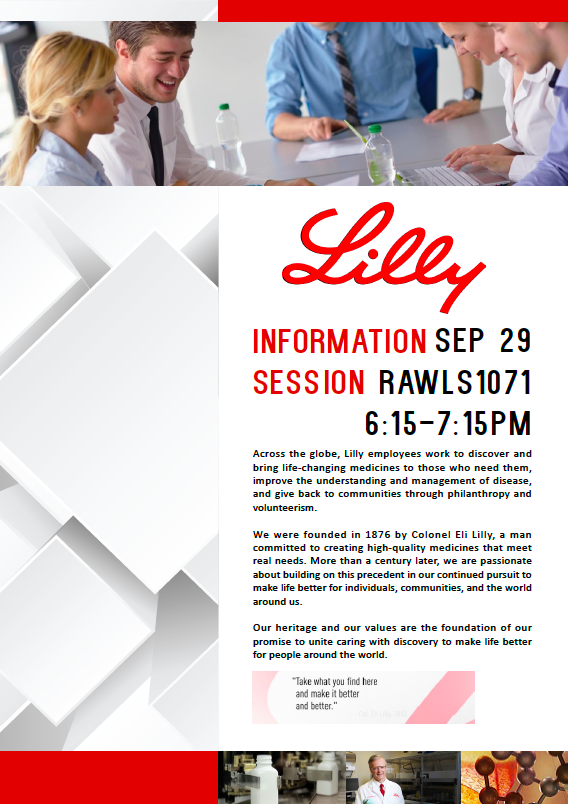 Lilly
INFORMATION SEP 29
SESSION RAWLS1071
6:15-7:15PM
Across the globe, Lilly employees work to discover and
bring life-changing medicines to those who need them,
improve the understanding and management of disease,
and give back to communities through philanthropy and
volunteerism.
We were founded in 1876 by Colonel Eli Lilly, a man
committed to creating high-quality medicines that meet
real needs. More than a century later, we are passionate
about building on this precedent in our continued pursuit to
make life better for individuals, communities, and the world
around us.
Our heritage and our values are the foundation of our
promise to unite caring with discovery to make life better
for people around the world.
"Take what you find here
and make it better
and better."